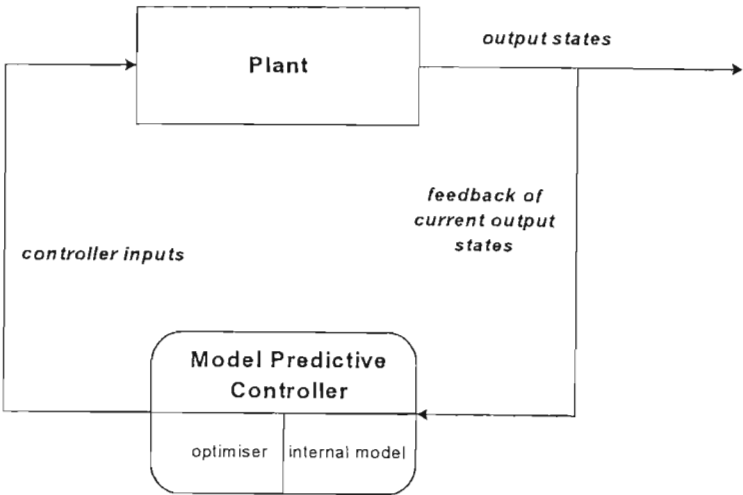 output states
Plant
feedback of
current output
states
controller inputs
Model Predictive
Controller
optimiser
internal model